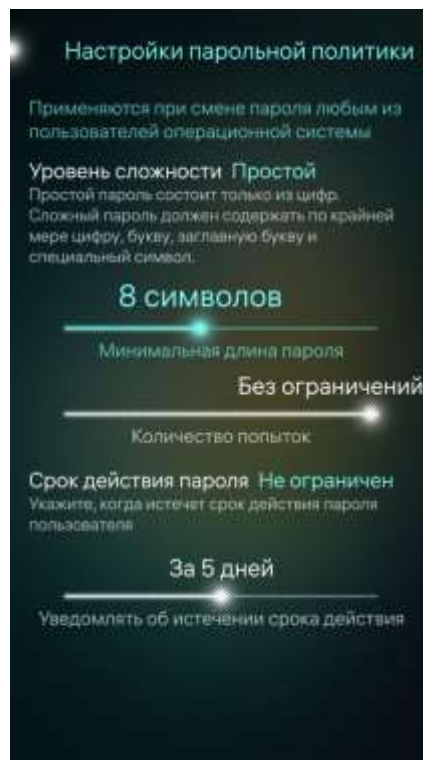 Настройки парольной политики
Применяются при смене пароля любым из
пользователей операционной системы
Уровень сложности Простой
Простой пароль состоит только из цифр.
Сложный пароль должен содержать по крайней
мере цифру, букву, заглавную букву и
специальный символ.
8 символов
Минимальная длина пароля
Без ограничений
Количество попыток
Срок действия пароля Не ограничен
Укажите, когда истечет срок действия пароля
пользователя
За 5 дней
Уведомлять об истечении срока действия